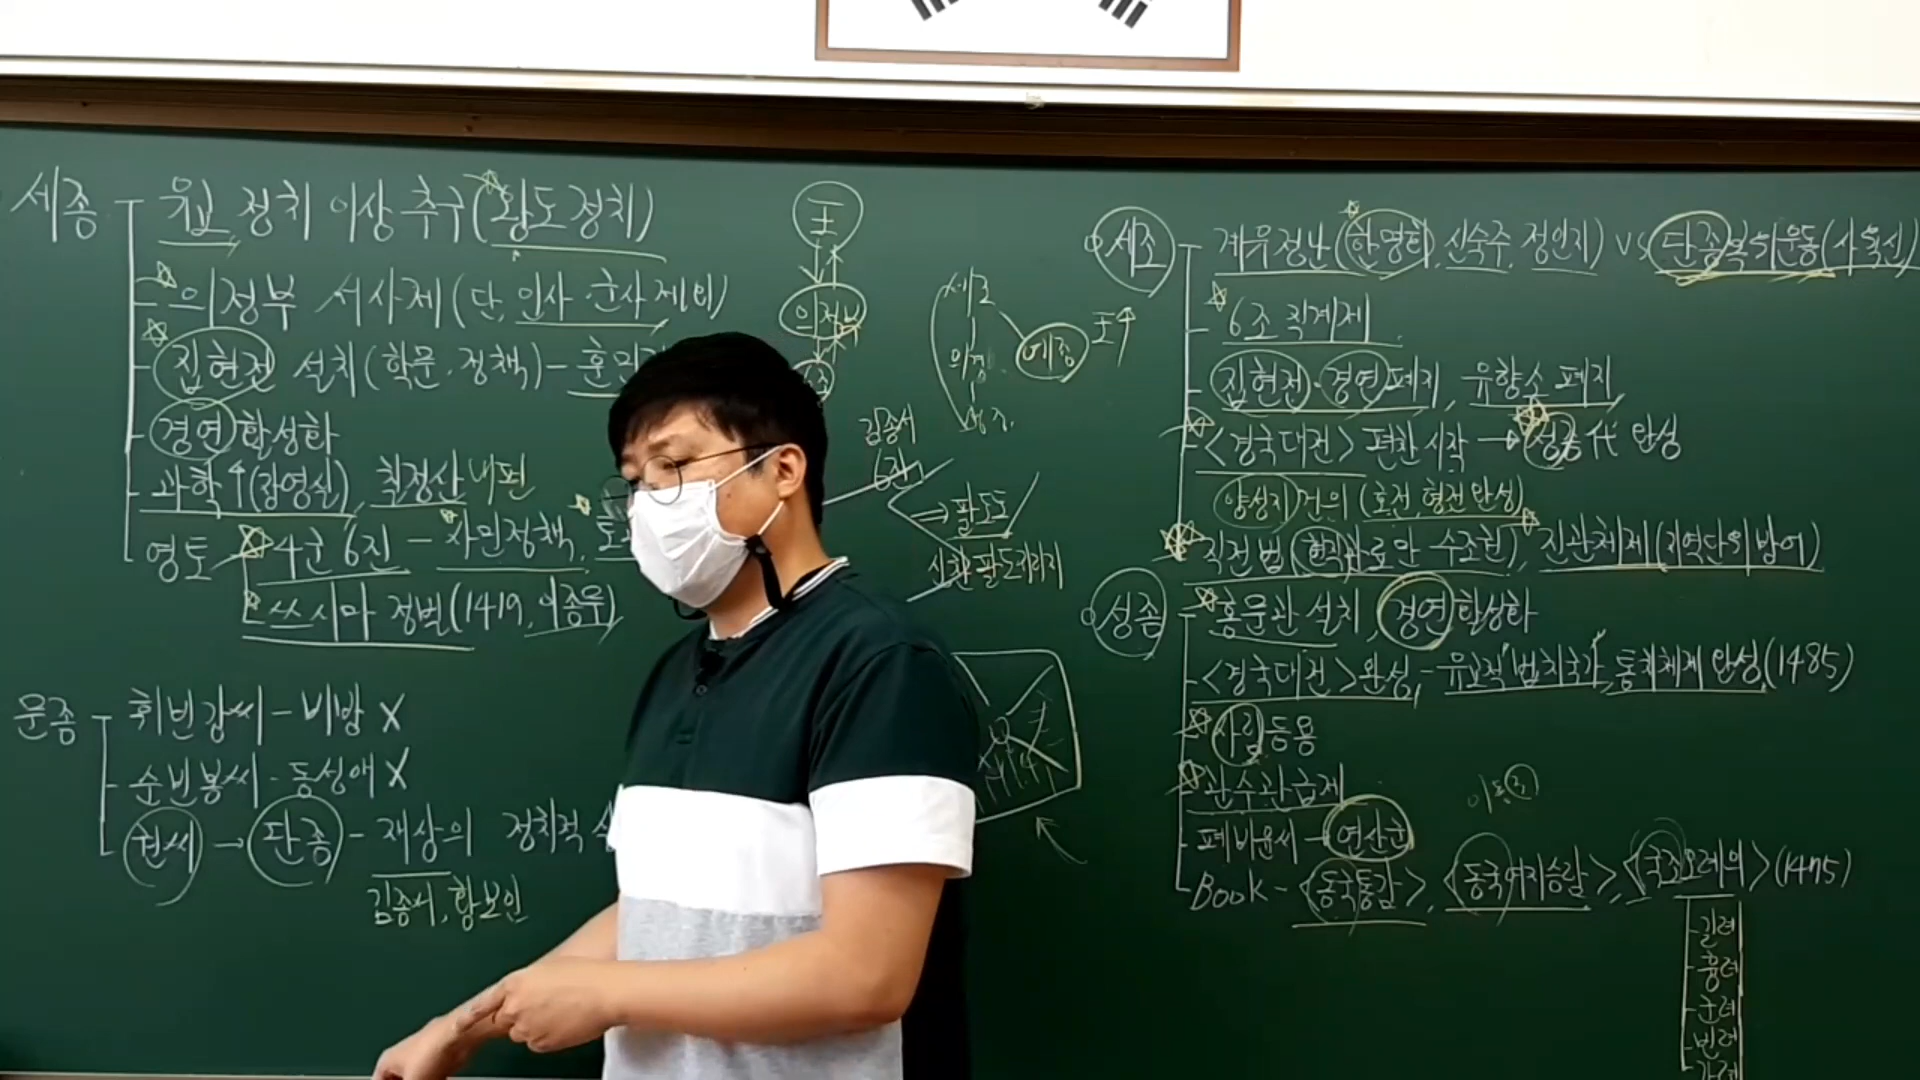 세종 유교 정치 이상 추구(왕도정치)
의정부 서사제(단, 인사·군사 제외)
집현전 설치(학문·정책)-훈민
경연 활성화
과학↑(장영실), 칠정산 내편
영토 4군 6진 - 사민정책, 토
쓰시마 정벌(1419, 이종무)
문종 휘빈김씨 - 비방 X
순빈봉씨 - 동성애 X
권씨 → 단종 - 재상의 정치적
김종서, 황보인
王
의정부
세조
의경
예종 王↑
성종
김종서
6진
⇒ 팔도도
신찬팔도지리지
세조 계유정난(한명회, 신숙주, 정인지) VS 단종복위운동(사육신)
6조 직계제
집현전·경연폐지, 유향소 폐지
<경국대전> 편찬 시작 → 성종代 완성
양성지 건의 (호전, 형전 완성)
직전법(현직관료만 수조권), 진관체제(지역단위 방어)
성종 홍문관 설치, 경연활성화
<경국대전>완성 - 유교적 법치국가 통치체제 완성(1485)
사림등용
관수관급제
폐비윤씨 → 연산군
Book - <동국통감>, <동국여지승람>, <국조오례의>(1475)
길례
흉례
군례
빈례